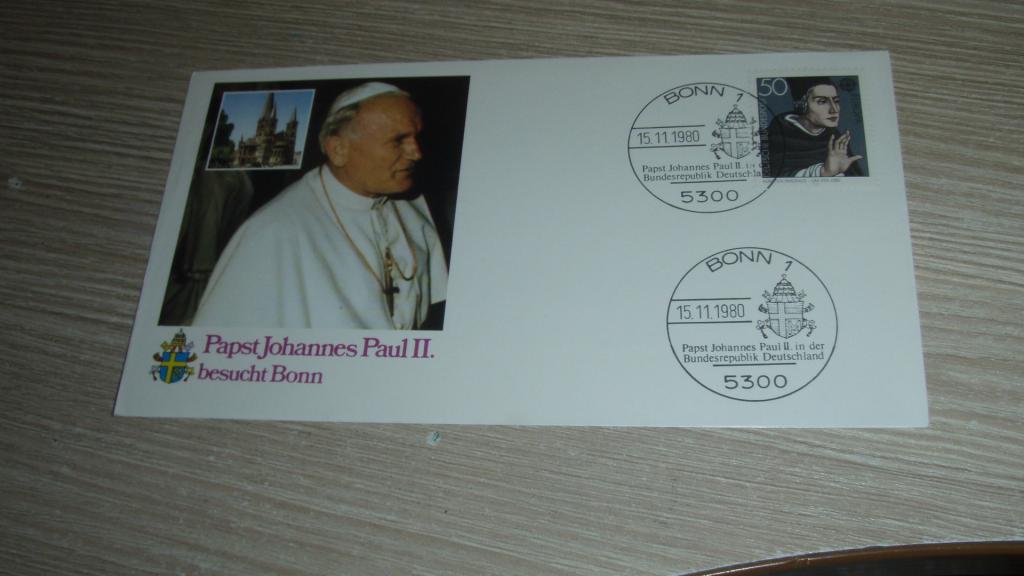 Papst Johannes Paul II.
besucht Bonn
BONN 1
15.11.1980
Papst Johannes Paul II. in der
Bundesrepublik Deutschla
5300
50
BONN 1
15.11.1980
Papst Johannes Paul II. in der
Bundesrepublik Deutschland
5300